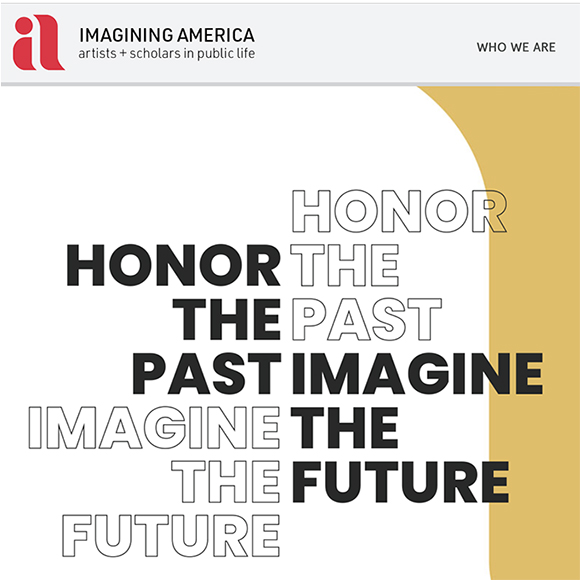 IMAGINING AMERICA
artists + scholars in public life
WHO WE ARE
HONOR
THE
PAST
IMAGINE
THE
FUTURE
HONOR
THE
PAST
IMAGINE
THE
FUTURE